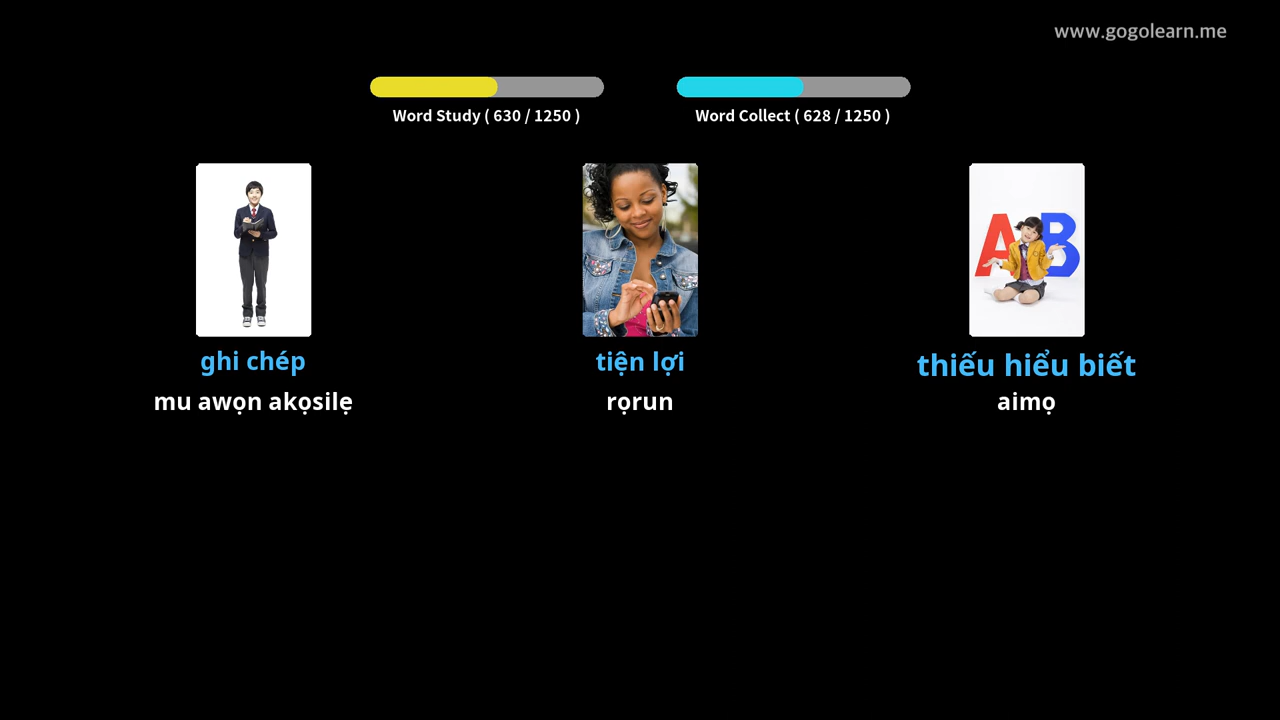 www.gogolearn.me
Word Study ( 630 / 1250 )
Word Collect ( 628 / 1250 )
A B
ghi chép
tiện lợi
thiếu hiểu biết
mu awọn akọsilẹ
rọrun
aimọ